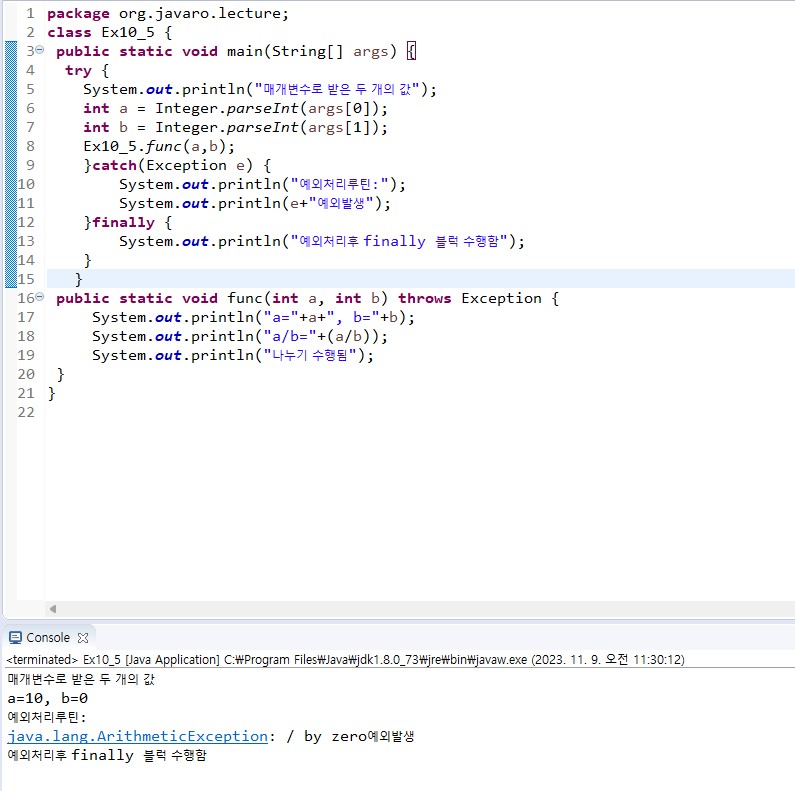 1 package org.javaro.lecture;
2 class Ex10_5 {
3 public static void main(String[] args) {
4 try {
5 System.out.println("매개변수로 받은 두 개의 값");
6 int a = Integer.parseInt(args[0]);
7 int b = Integer.parseInt(args[1]);
8 Ex10_5.func(a,b);
9 }catch(Exception e) {
10 System.out.println("예외처리루틴:");
11 System.out.println(e+"예외발생");
12 }finally {
13 System.out.println("예외처리후 finally 블럭 수행함");
14 }
15 }
16 public static void func(int a, int b) throws Exception {
17 System.out.println("a="+a+", b="+b);
18 System.out.println("a/b="+(a/b));
19 System.out.println("나누기 수행됨");
20 }
21 }
22
Console
<terminated> Ex10_5 [Java Application] C:₩Program Files₩Java₩jdk1.8.0_73₩jre₩bin₩javaw.exe (2023. 11. 9. 오전 11:30:12)
매개변수로 받은 두 개의 값
a=10, b=0
예외처리루틴:
java.lang.ArithmeticException: / by zero예외발생
예외처리후 finally 블럭 수행함